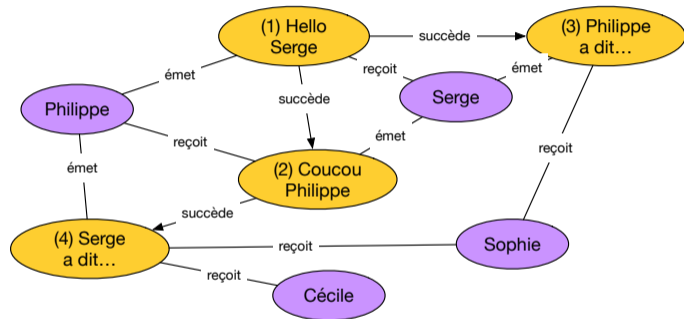 (1) Hello
Serge
succède
(3) Philippe
a dit…
émet
reçoit
émet
Philippe
succède
Serge
reçoit
émet
reçoit
émet
(2) Coucou
Philippe
succède
(4) Serge
a dit…
reçoit
Sophie
reçoit
Cécile